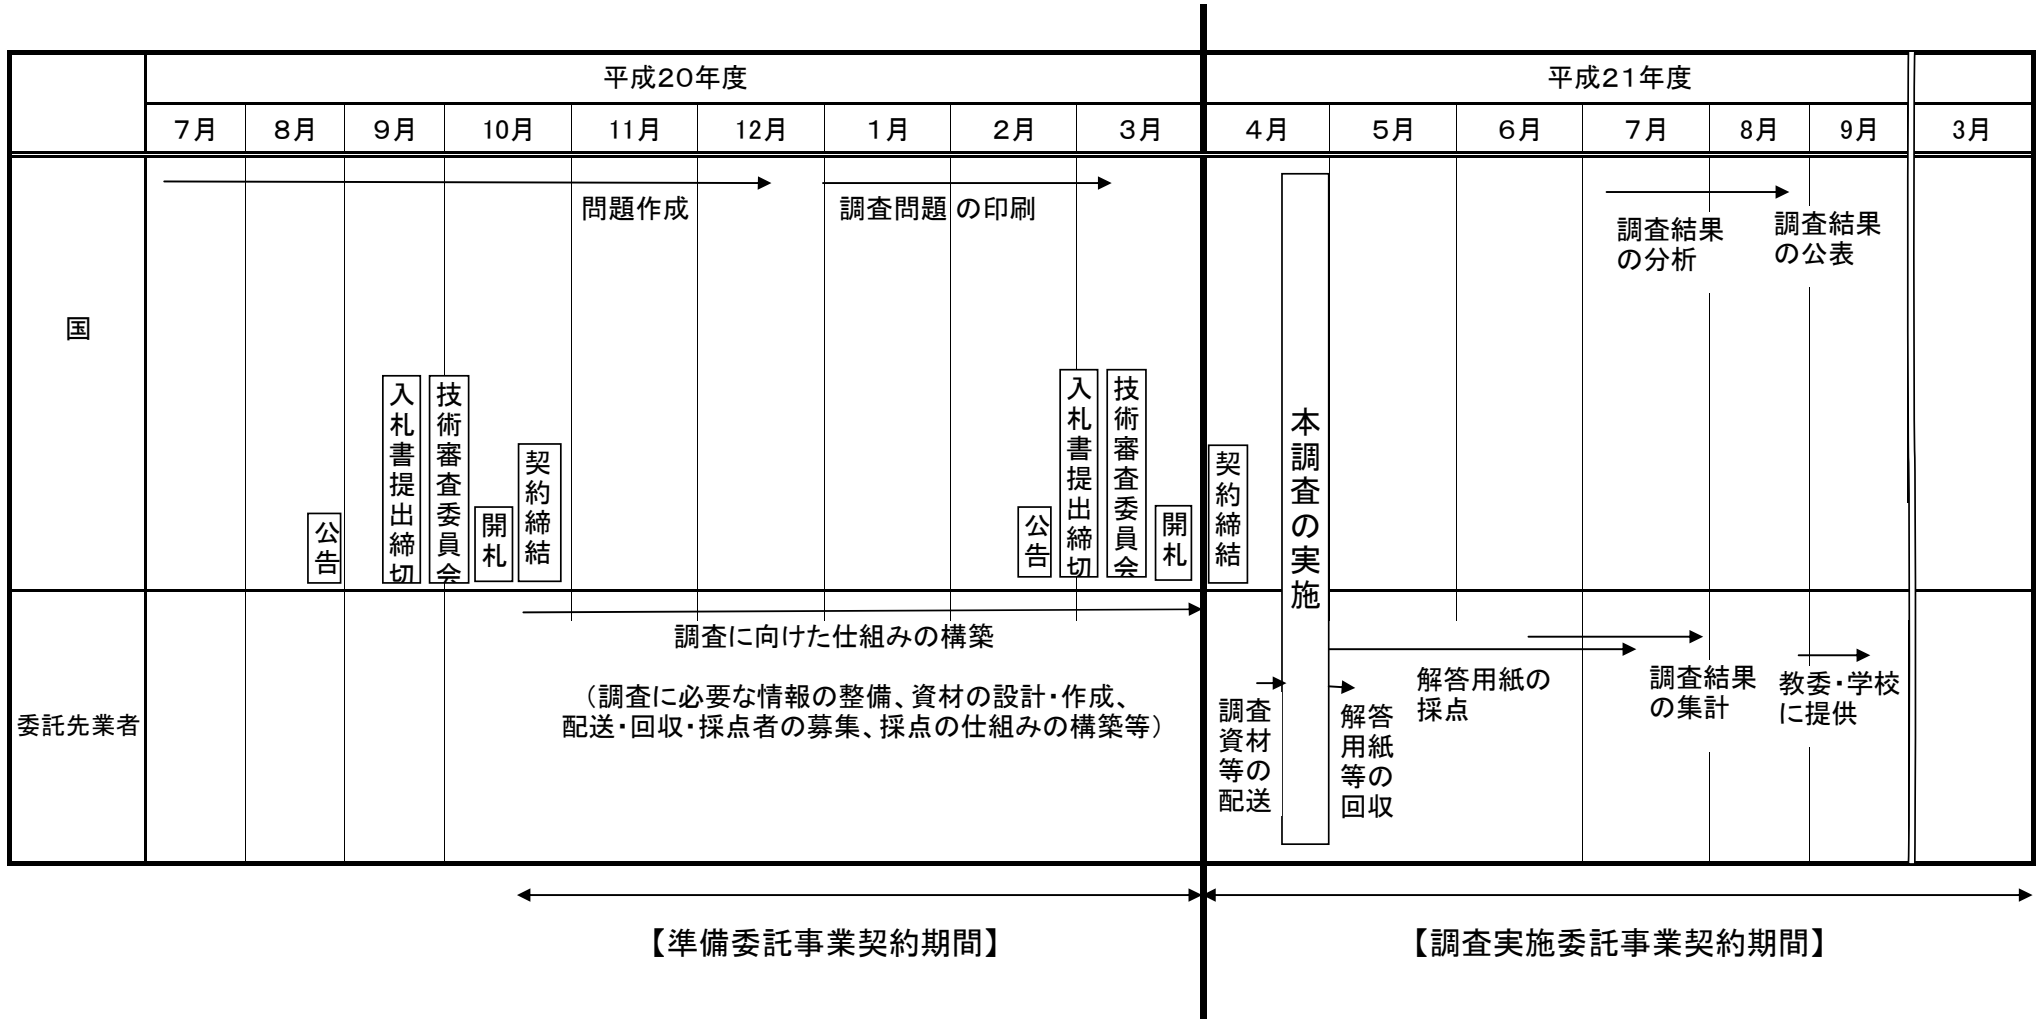 平成20年度
平成21年度
7月
8月
9月
10月
11月
12月
1月
2月
3月
4月
5月
6月
7月
8月
9月
3月
国
問題作成
調査問題 の印刷
調査結果
の分析
調査結果
の公表
公告
入札書提出締切
技術審査委員会
開札
契約締結
公告
入札書提出締切
技術審査委員会
開札
契約締結
本調査の実施
委託先業者
調査に向けた仕組みの構築
（調査に必要な情報の整備、資材の設計・作成、
配送・回収・採点者の募集、採点の仕組みの構築等）
調査
資材
等の
配送
解答
用紙
等の
回収
解答用紙の
採点
調査結果
の集計
教委・学校
に提供
【準備委託事業契約期間】
【調査実施委託事業契約期間】